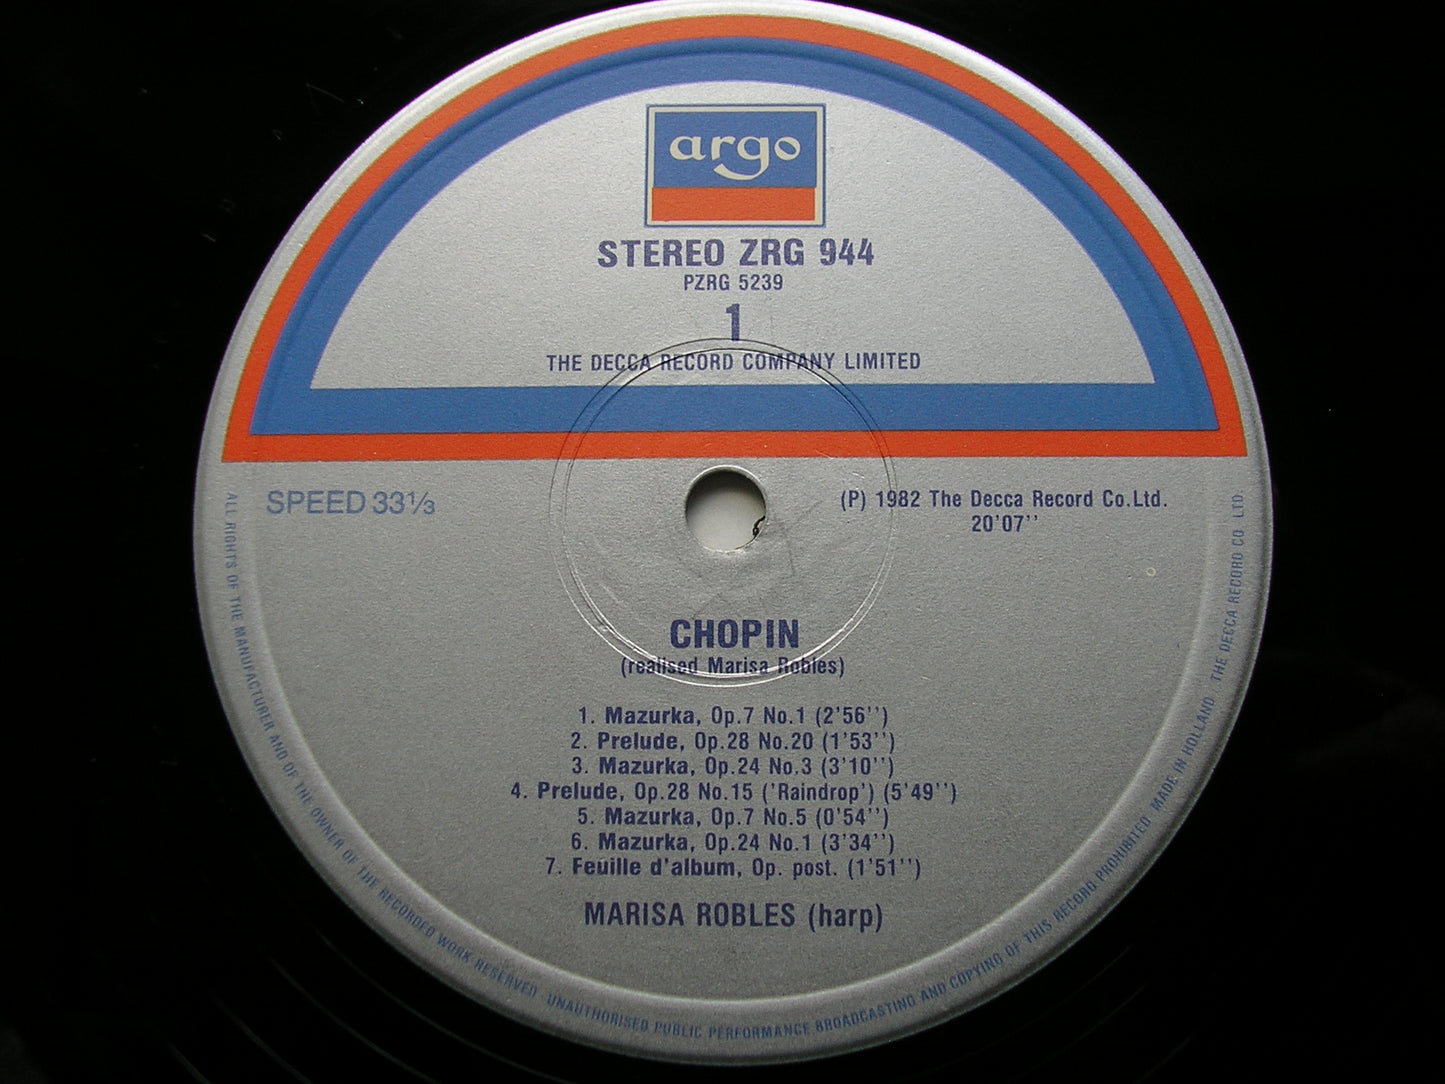 argo
STEREO ZRG 944
PZRG 5239
1
THE DECCA RECORD COMPANY LIMITED
SPEED 33⅓
(P) 1982 The Decca Record Co.Ltd.
20'07''
CHOPIN
(realised Marisa Robles)
1. Mazurka, Op.7 No.1 (2'56'')
2. Prelude, Op.28 No.20 (1'53'')
3. Mazurka, Op.24 No.3 (3'10'')
4. Prelude, Op.28 No.15 ('Raindrop') (5'49'')
5. Mazurka, Op.7 No.5 (0'54'')
6. Mazurka, Op.24 No.1 (3'34'')
7. Feuille d'album, Op. post. (1'51'')
MARISA ROBLES (harp)
ALL RIGHTS OF THE MANUFACTURER AND OF THE OWNER OF THE RECORDED WORK RESERVED · UNAUTHORISED PUBLIC PERFORMANCE BROADCASTING AND COPYING OF THIS RECORD PROHIBITED MADE IN HOLLAND THE DECCA RECORD CO LTD.